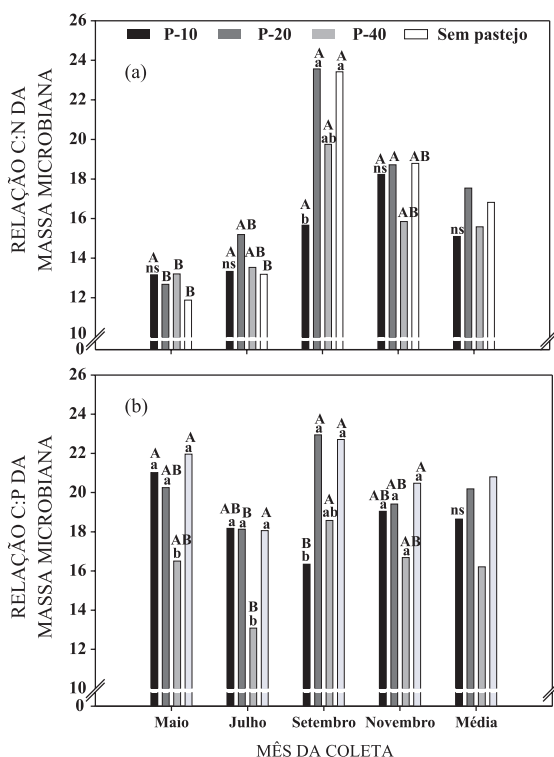 26
P-10 P-20 P-40 Sem pastejo
24
(a)
A A
a a
22
20
A
ab
18
A A AB
ns
16
A
b
AB
14
AB
A AB
ns B
12
A B
ns B
B
10
0
ns
RELAÇÃO C:N DA
MASSA MICROBIANA
26
24
(b)
22
A AB A
a a a
20
A A
a a
18
AB AB A
a a a
16
AB AB A
a B a
a
14
A
ab
12
AB
b
10
B
b
0
AB
a
B
b
ns
RELAÇÃO C:P DA
MASSA MICROBIANA
Maio Julho Setembro Novembro Média
MÊS DA COLETA